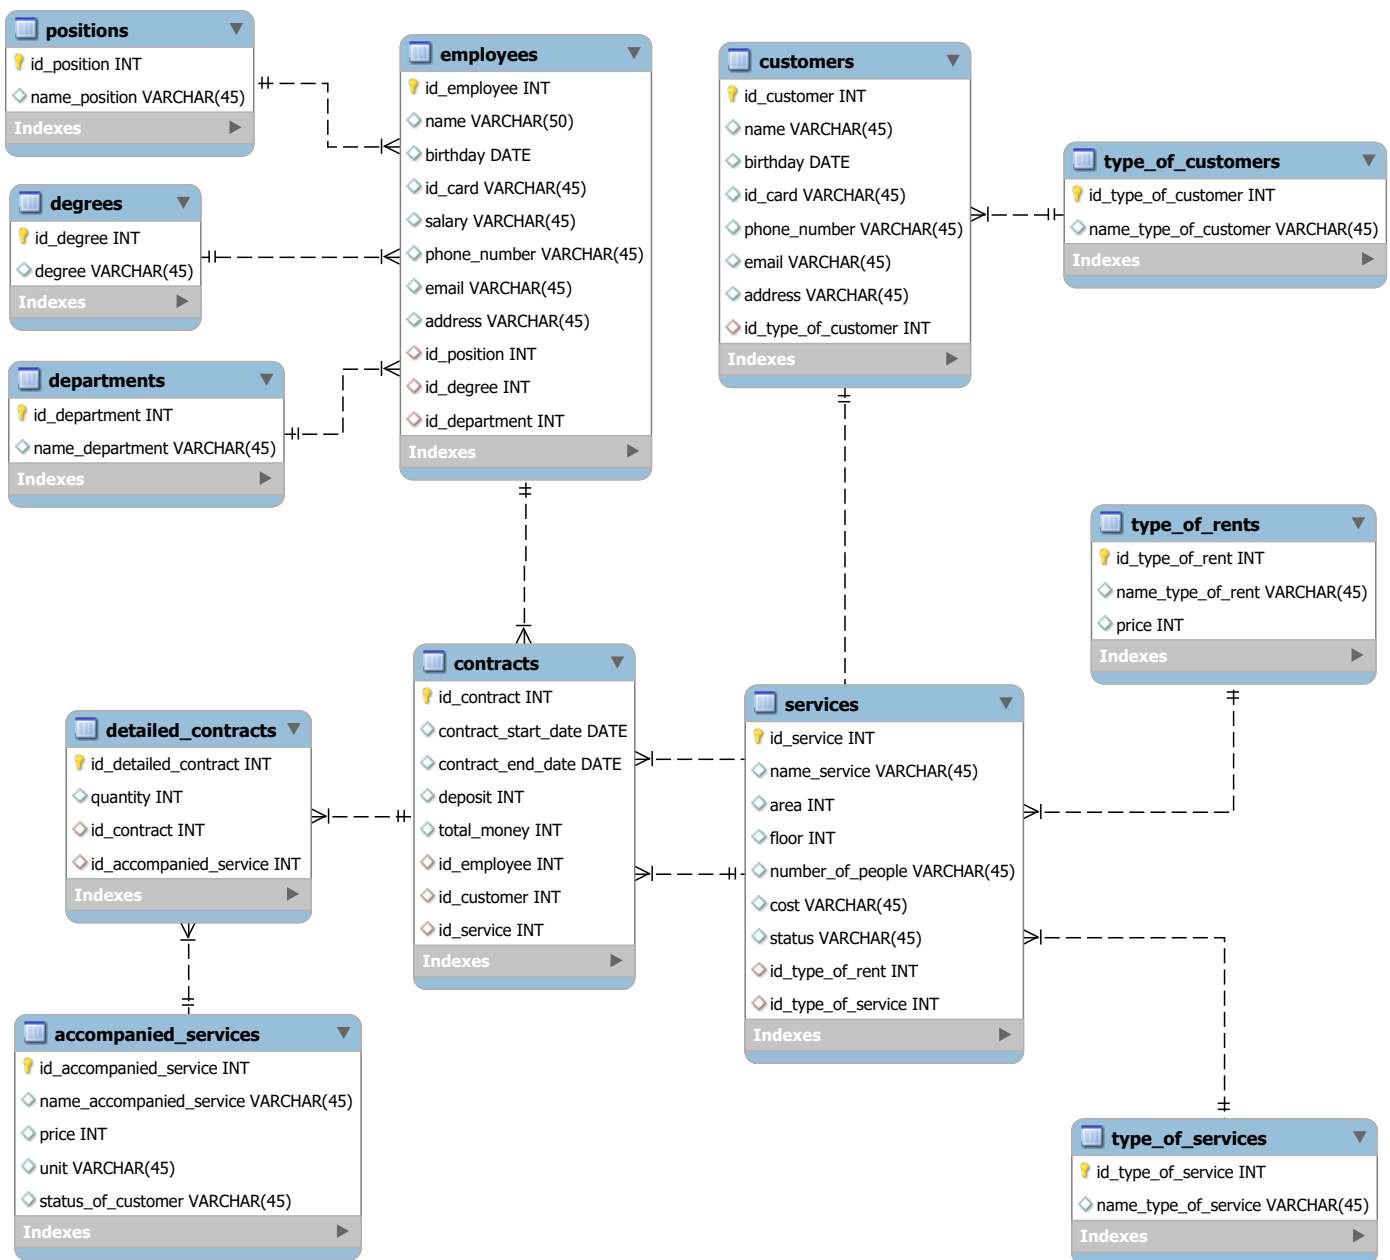 positions
id_position INT
name_position VARCHAR(45)
Indexes
degrees
id_degree INT
degree VARCHAR(45)
Indexes
departments
id_department INT
name_department VARCHAR(45)
Indexes
employees
id_employee INT
name VARCHAR(50)
birthday DATE
id_card VARCHAR(45)
salary VARCHAR(45)
phone_number VARCHAR(45)
email VARCHAR(45)
address VARCHAR(45)
id_position INT
id_degree INT
id_department INT
Indexes
customers
id_customer INT
name VARCHAR(45)
birthday DATE
id_card VARCHAR(45)
phone_number VARCHAR(45)
email VARCHAR(45)
address VARCHAR(45)
id_type_of_customer INT
Indexes
type_of_customers
id_type_of_customer INT
name_type_of_customer VARCHAR(45)
Indexes
type_of_rents
id_type_of_rent INT
name_type_of_rent VARCHAR(45)
price INT
Indexes
contracts
id_contract INT
contract_start_date DATE
contract_end_date DATE
deposit INT
total_money INT
id_employee INT
id_customer INT
id_service INT
Indexes
services
id_service INT
name_service VARCHAR(45)
area INT
floor INT
number_of_people VARCHAR(45)
cost VARCHAR(45)
status VARCHAR(45)
id_type_of_rent INT
id_type_of_service INT
Indexes
detailed_contracts
id_detailed_contract INT
quantity INT
id_contract INT
id_accompanied_service INT
Indexes
accompanied_services
id_accompanied_service INT
name_accompanied_service VARCHAR(45)
price INT
unit VARCHAR(45)
status_of_customer VARCHAR(45)
Indexes
type_of_services
id_type_of_service INT
name_type_of_service VARCHAR(45)
Indexes